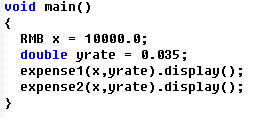 void main()
{
RMB x = 10000.0;
double yrate = 0.035;
expense1(x,yrate).display();
expense2(x,yrate).display();
}